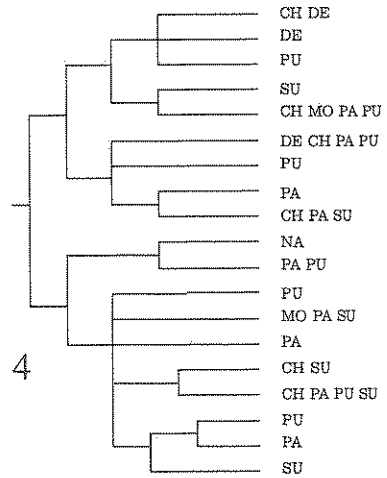 CH DE
DE
PU
SU
CH MO PA PU
DE CH PA PU
PU
PA
CH PA SU
NA
PA PU
PU
MO PA SU
PA
4
CH SU
CH PA PU SU
PU
PA
SU